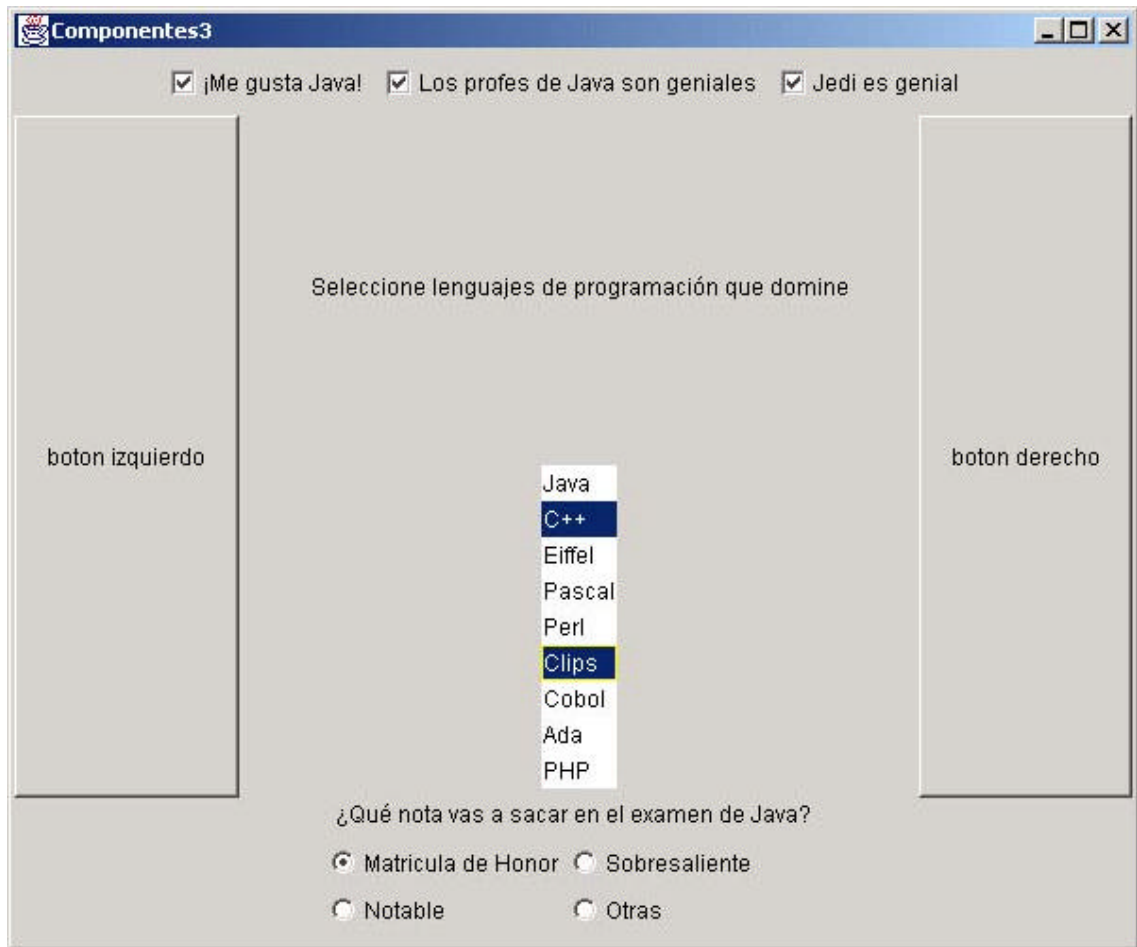 Componentes3
¡Me gusta Java! Los profes de Java son geniales Jedi es genial
Seleccione lenguajes de programación que domine
boton izquierdo
boton derecho
Java
C++
Eiffel
Pascal
Perl
Clips
Cobol
Ada
PHP
¿Qué nota vas a sacar en el examen de Java?
Matricula de Honor Sobresaliente
Notable Otras